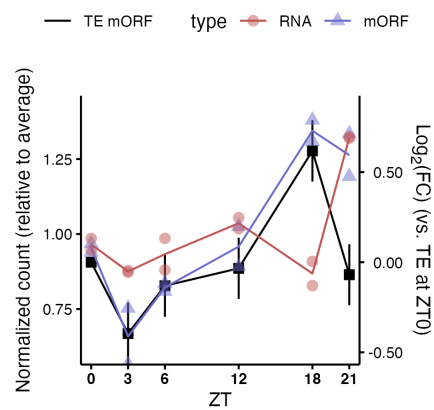 TE mORF type RNA mORF
Normalized count (relative to average)
1.25
1.00
0.75
0.50
0.00
-0.50
Log2(FC) (vs. TE at ZT0)
0 3 6 12 18 21
ZT